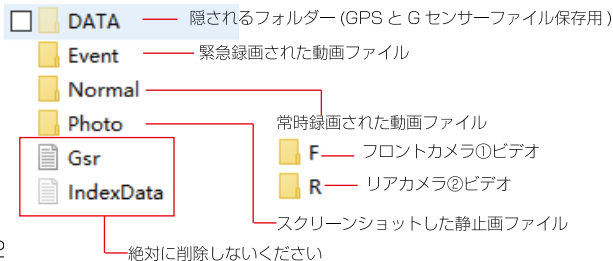 DATA 隠されるフォルダー(GPSとGセンサーファイル保存用)
Event 緊急録画された動画ファイル
Normal
常時録画された動画ファイル
Photo
F フロントカメラ①ビデオ
Gsr
R リアカメラ②ビデオ
IndexData
スクリーンショットした静止画ファイル
絶対に削除しないください